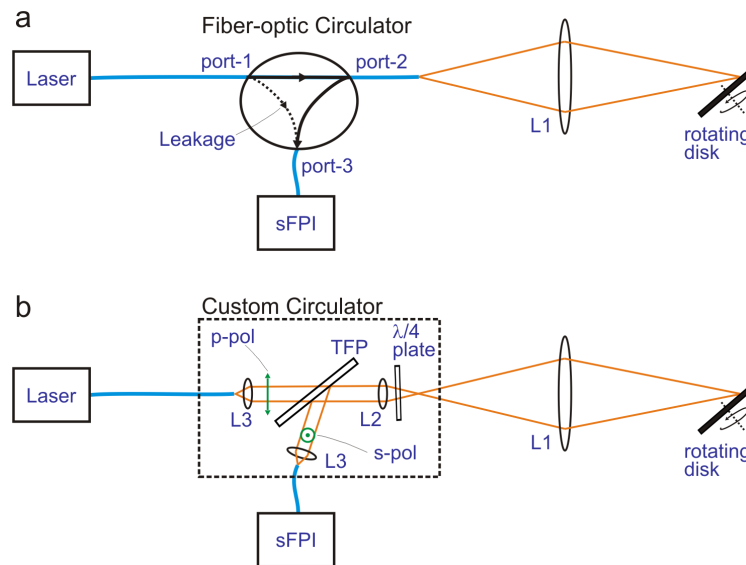 a
Fiber-optic Circulator
Laser
port-1
port-2
Leakage
port-3
sFPI
L1
rotating
disk
b
Custom Circulator
p-pol
TFP
λ/4
plate
Laser
L3
L2
s-pol
L3
sFPI
L1
rotating
disk